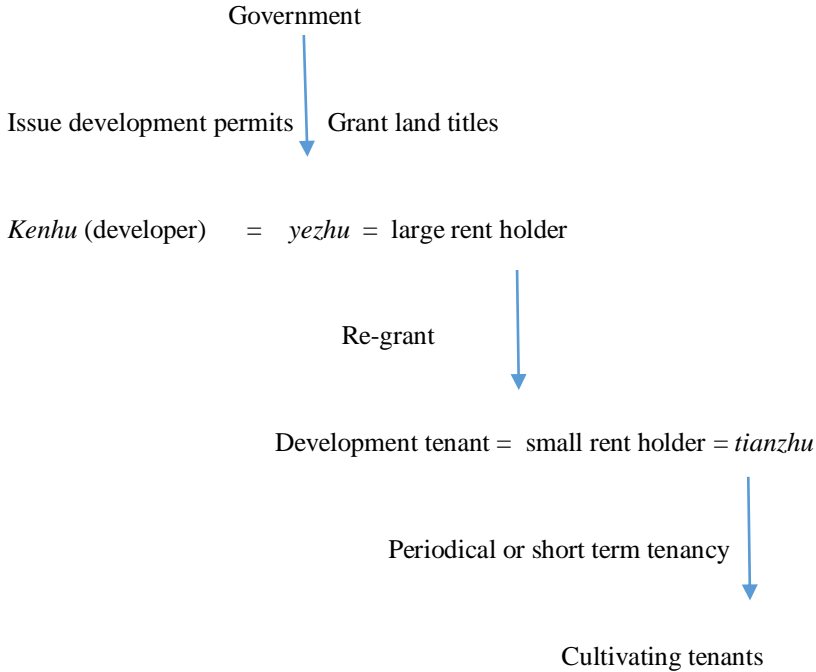 Government
Issue development permits Grant land titles
Kenhu (developer) = yezhu = large rent holder
Re-grant
Development tenant = small rent holder = tianzhu
Periodical or short term tenancy
Cultivating tenants